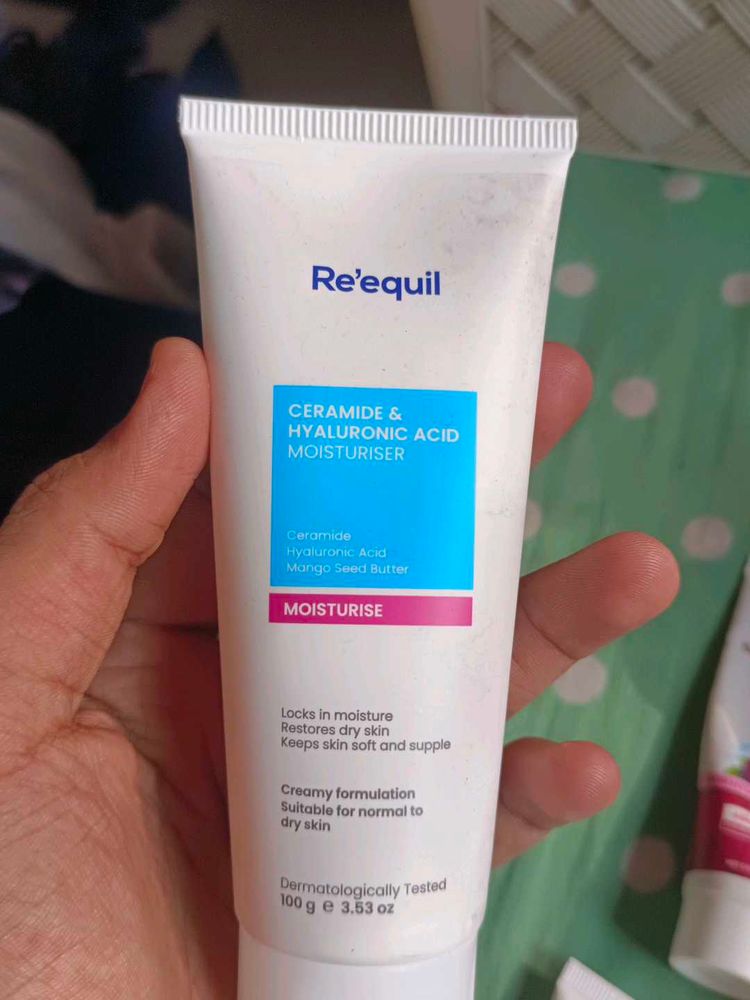 Re'equil
CERAMIDE &
HYALURONIC ACID
MOISTURISER
Ceramide
Hyaluronic Acid
Mango Seed Butter
MOISTURISE
Locks in moisture
Restores dry skin
Keeps skin soft and supple
Creamy formulation
Suitable for normal to
dry skin
Dermatologically Tested
100 g e 3.53 oz